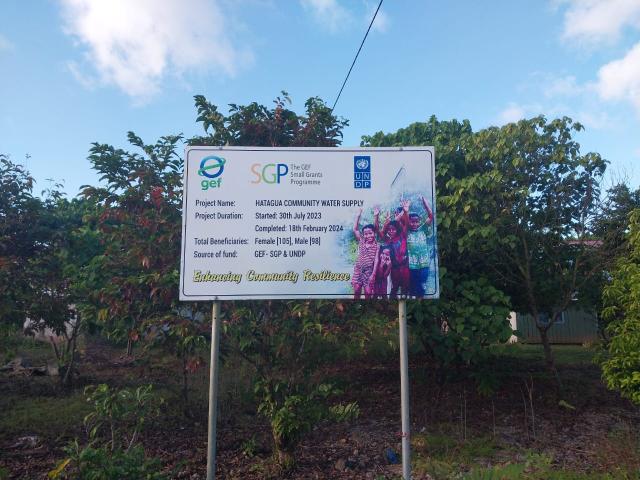 gef
SGP The GEF
Small Grants
Programme
UN
DP
Project Name: HATAGUA COMMUNITY WATER SUPPLY
Project Duration: Started: 30th July 2023
Completed: 18th February 2024
Total Beneficiaries: Female [105], Male [98]
Source of fund: GEF- SGP & UNDP
Enhancing Community Resilience